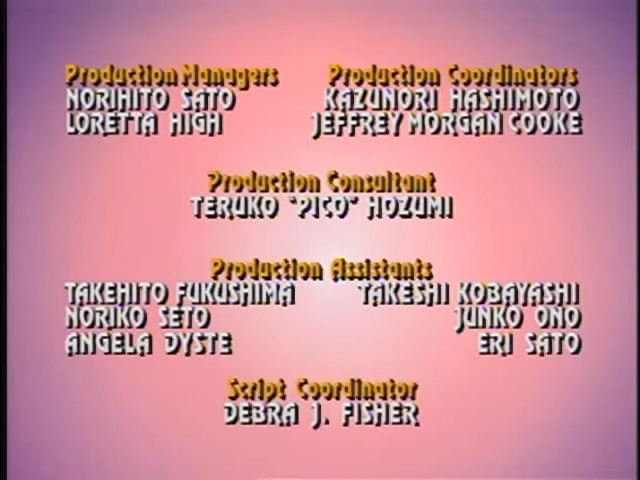 Production Managers Production Coordinators
NORIHITO SATO KAZUNORI HASHIMOTO
LORETTA HIGH JEFFREY MORGAN COOKE
Production Consultant
TERUKO "PICO" HOZUMI
Production Assistants
TAKEHITO FUKUSHIMA TAKESHI KOBAYASHI
NORIKO SETO JUNKO ONO
ANGELA DYSTE ERI SATO
Script Coordinator
DEBRA J. FISHER